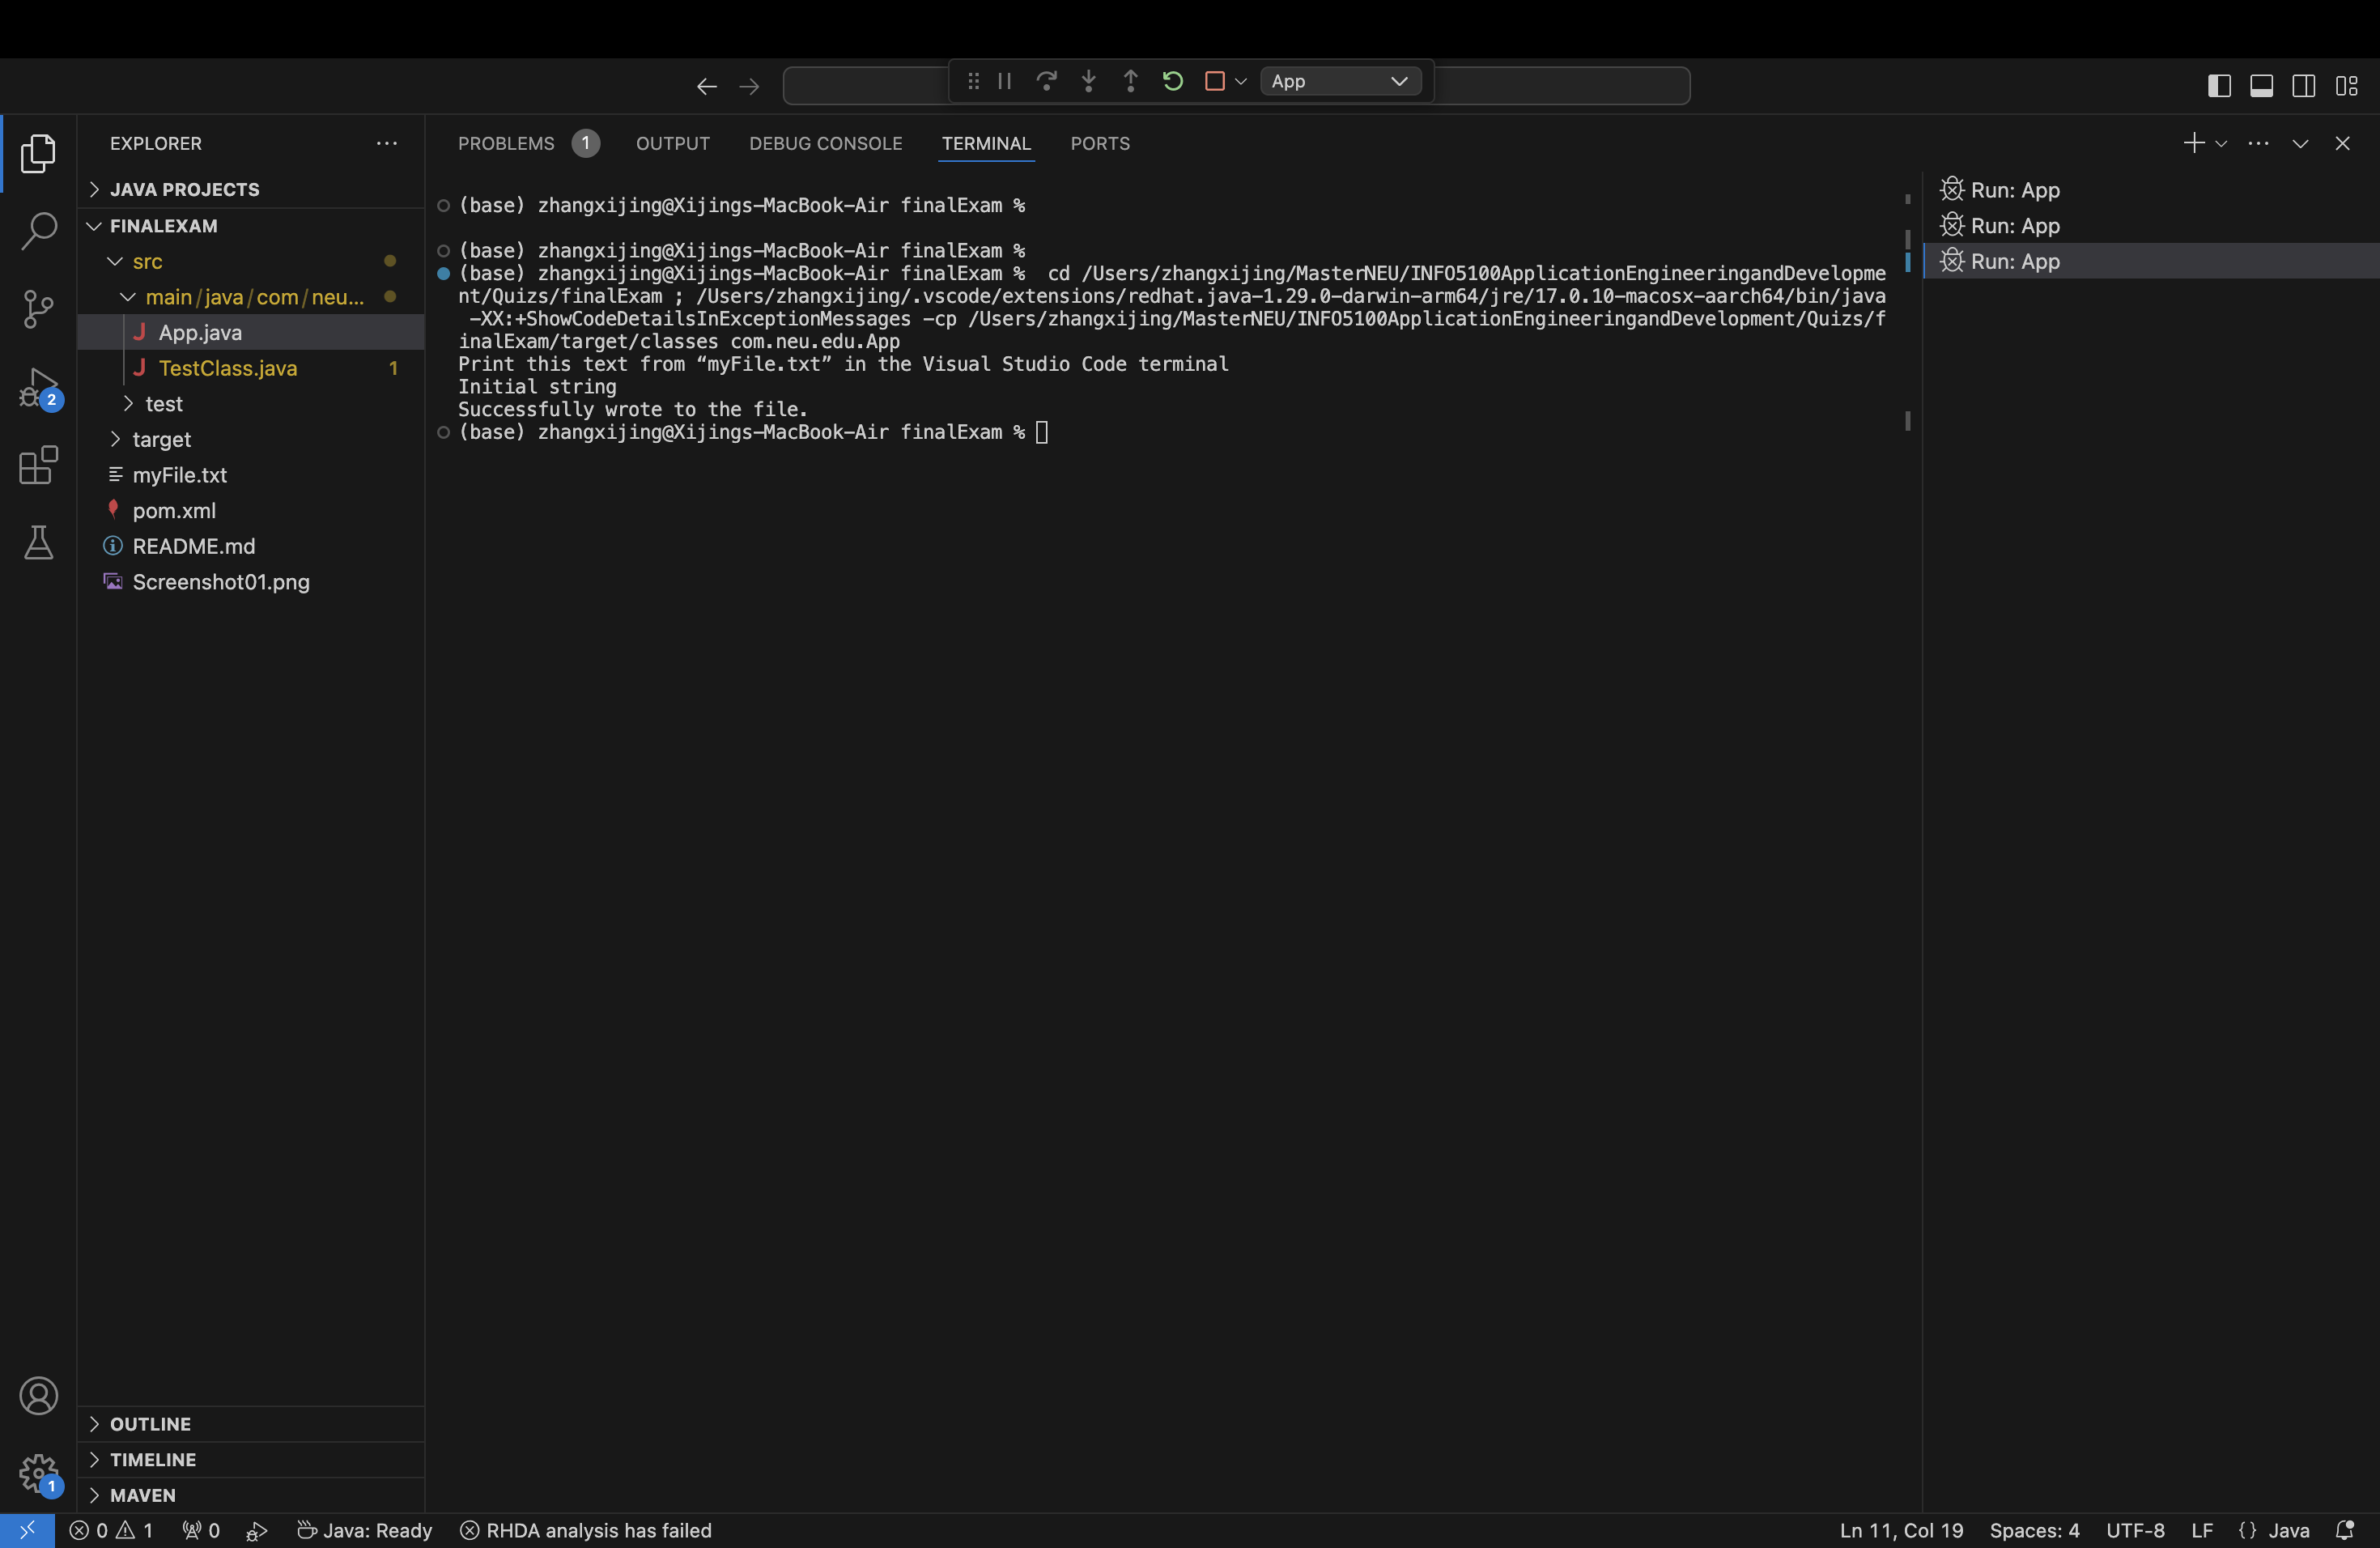 App
EXPLORER
JAVA PROJECTS
FINALEXAM
src
main/java/com/neu...
App.java
TestClass.java 1
test
target
myFile.txt
pom.xml
README.md
Screenshot01.png
OUTLINE
TIMELINE
MAVEN
2
1
PROBLEMS 1 OUTPUT DEBUG CONSOLE TERMINAL PORTS
(base) zhangxijing@Xijings-MacBook-Air finalExam %
(base) zhangxijing@Xijings-MacBook-Air finalExam %
(base) zhangxijing@Xijings-MacBook-Air finalExam %  cd /Users/zhangxijing/MasterNEU/INFO5100ApplicationEngineeringandDevelopme
nt/Quizs/finalExam ; /Users/zhangxijing/.vscode/extensions/redhat.java-1.29.0-darwin-arm64/jre/17.0.10-macosx-aarch64/bin/java
-XX:+ShowCodeDetailsInExceptionMessages -cp /Users/zhangxijing/MasterNEU/INFO5100ApplicationEngineeringandDevelopment/Quizs/f
inalExam/target/classes com.neu.edu.App
Print this text from “myFile.txt” in the Visual Studio Code terminal
Initial string
Successfully wrote to the file.
(base) zhangxijing@Xijings-MacBook-Air finalExam %
Run: App
Run: App
Run: App
0 1 0 Java: Ready RHDA analysis has failed Ln 11, Col 19 Spaces: 4 UTF-8 LF {} Java